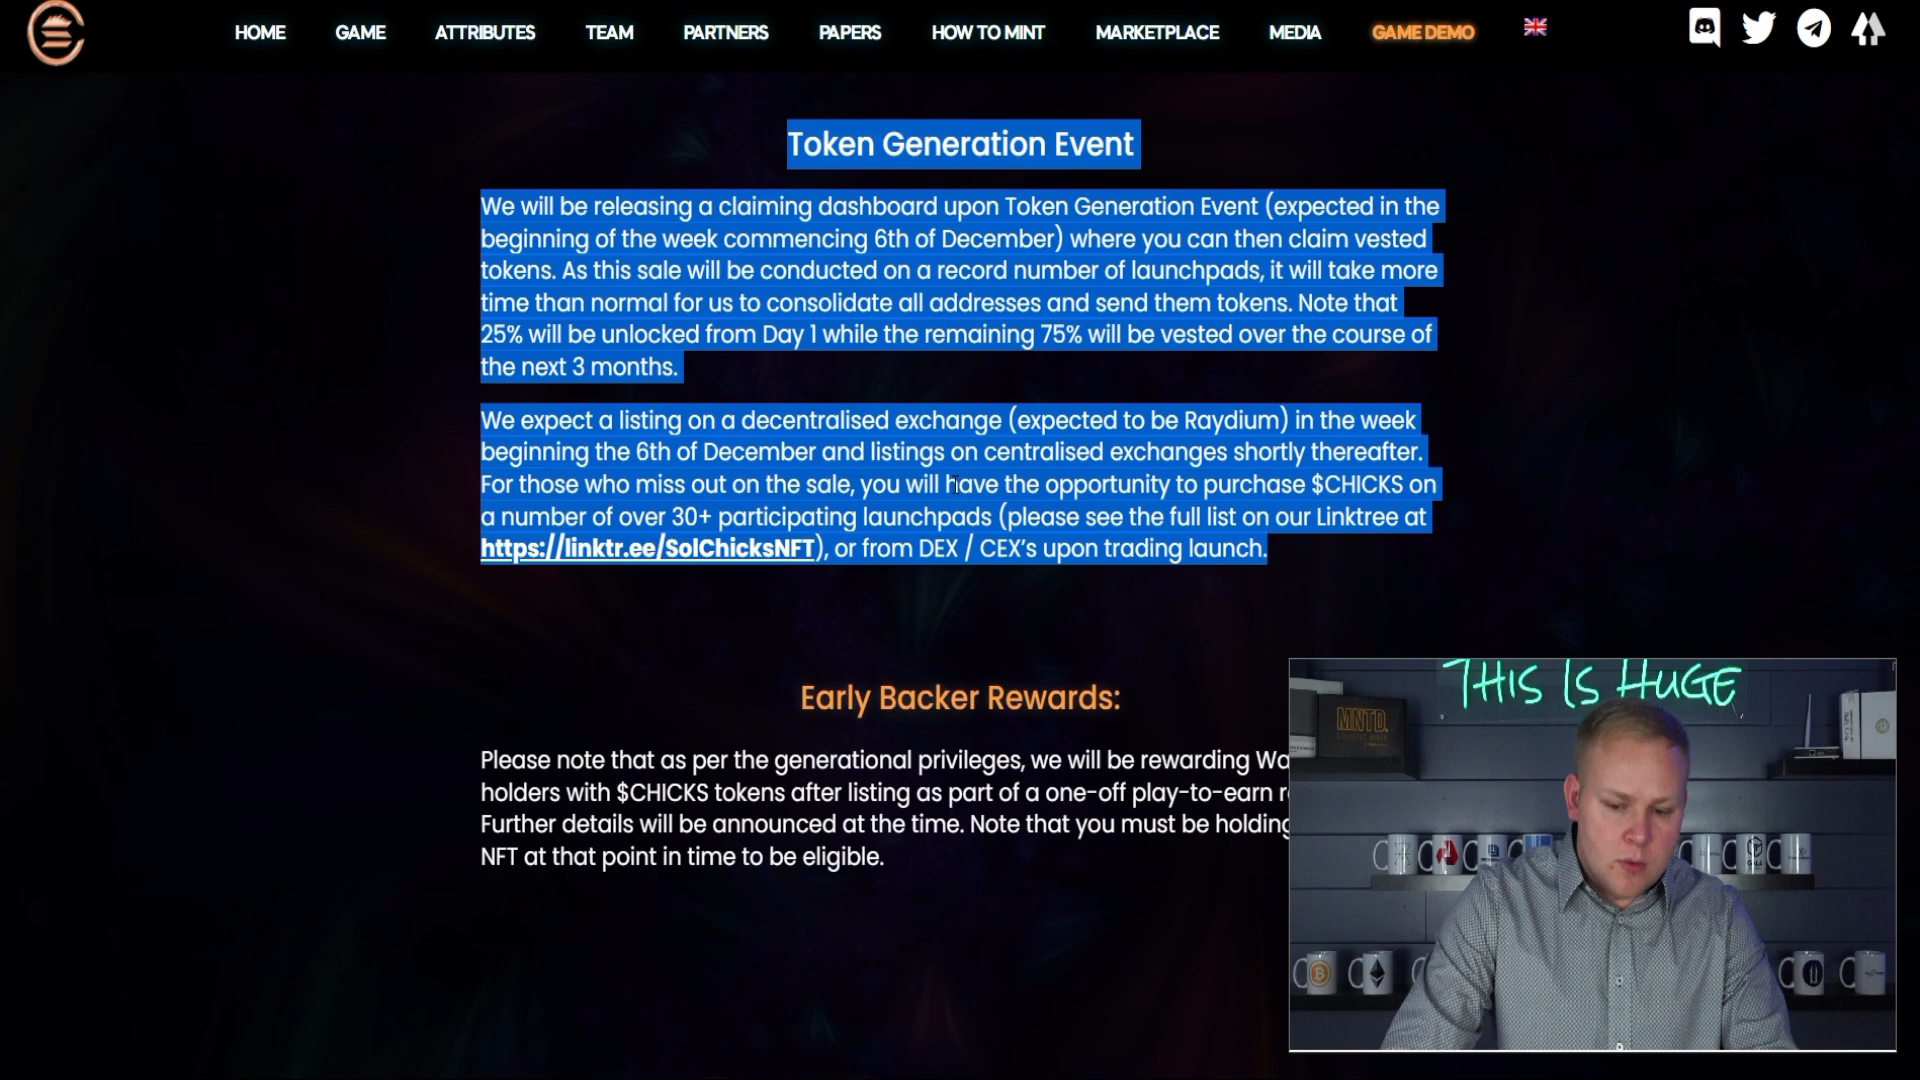 HOME GAME ATTRIBUTES TEAM PARTNERS PAPERS HOW TO MINT MARKETPLACE MEDIA GAME DEMO
Token Generation Event
We will be releasing a claiming dashboard upon Token Generation Event (expected in the
beginning of the week commencing 6th of December) where you can then claim vested
tokens. As this sale will be conducted on a record number of launchpads, it will take more
time than normal for us to consolidate all addresses and send them tokens. Note that
25% will be unlocked from Day 1 while the remaining 75% will be vested over the course of
the next 3 months.
We expect a listing on a decentralised exchange (expected to be Raydium) in the week
beginning the 6th of December and listings on centralised exchanges shortly thereafter.
For those who miss out on the sale, you will have the opportunity to purchase $CHICKS on
a number of over 30+ participating launchpads (please see the full list on our Linktree at
https://linktr.ee/SolChicksNFT), or from DEX / CEX’s upon trading launch.
THIS IS HUGE
MNTD.
Early Backer Rewards:
Please note that as per the generational privileges, we will be rewarding
holders with $CHICKS tokens after listing as part of a one-off play-to-earn
Further details will be announced at the time. Note that you must be holding
NFT at that point in time to be eligible.
GALA